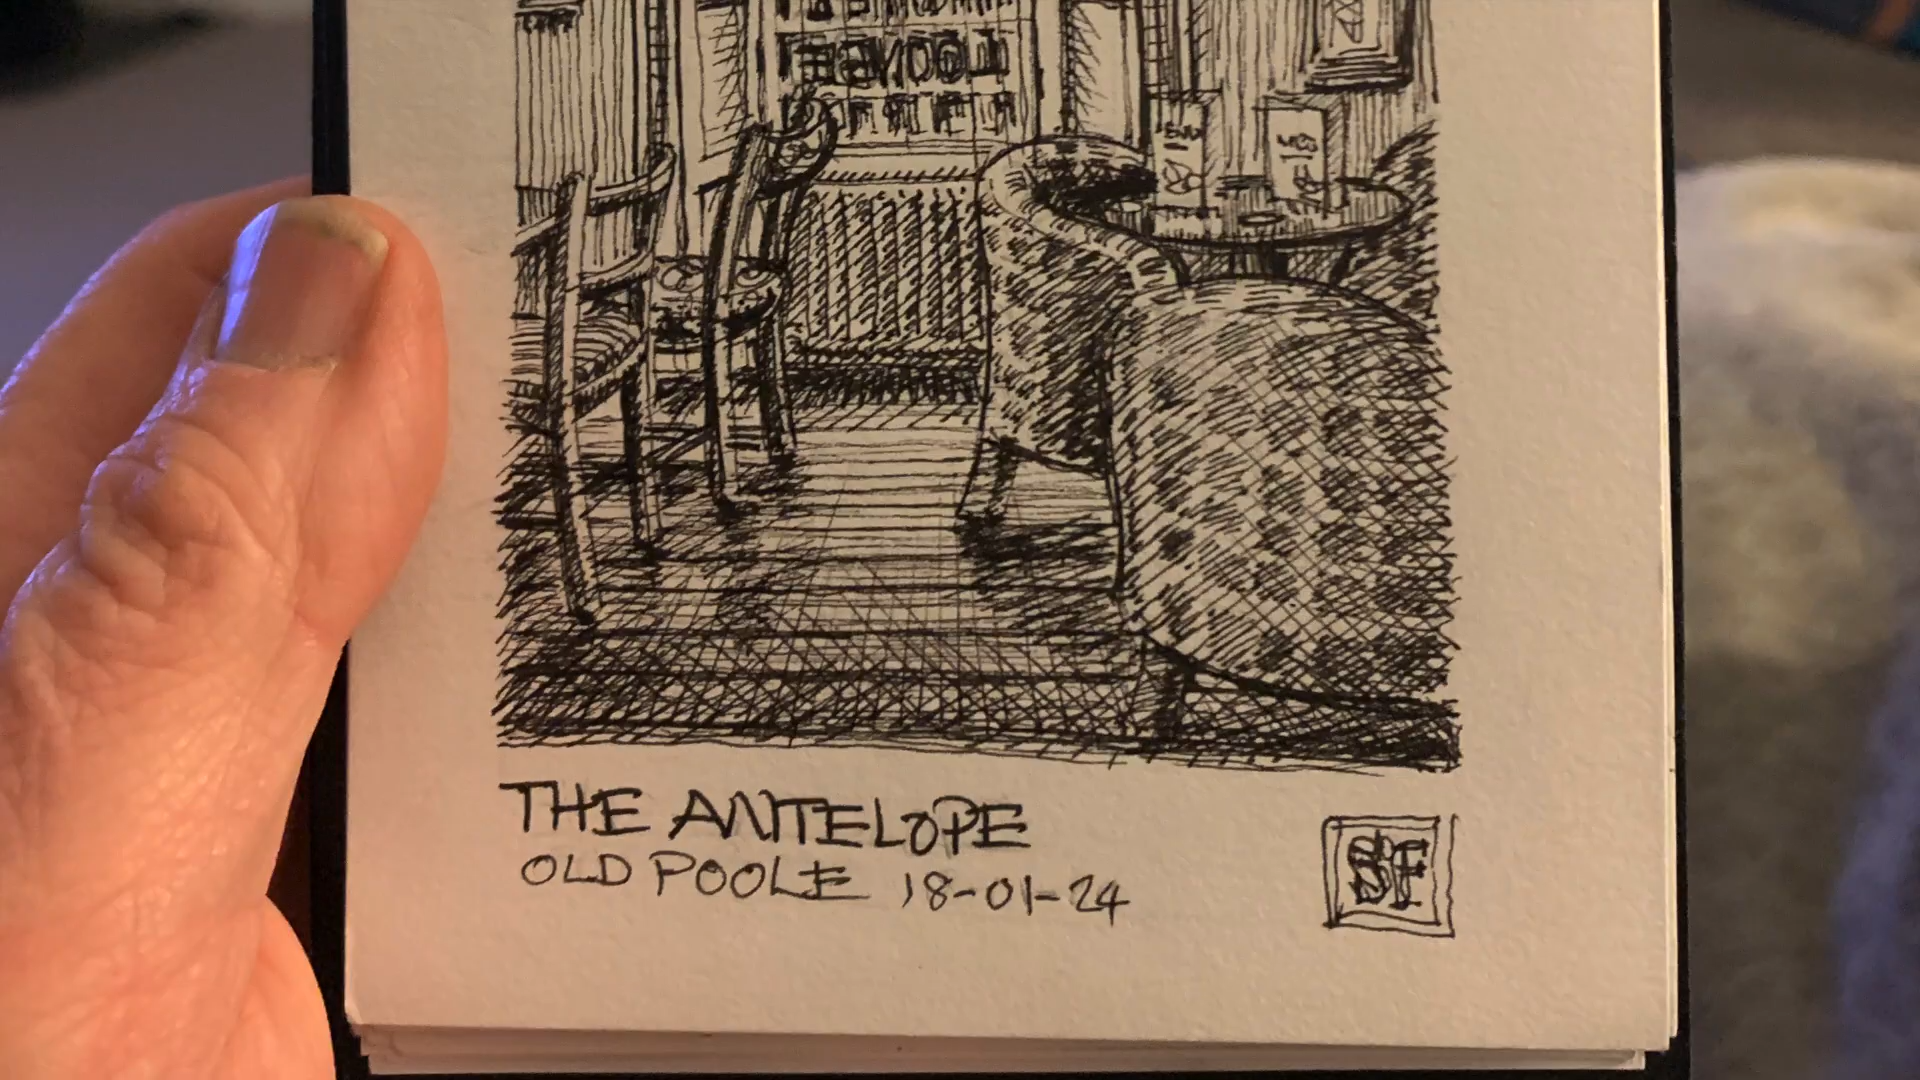 THE ANTELOPE
OLD POOLE 18-01-24
SF